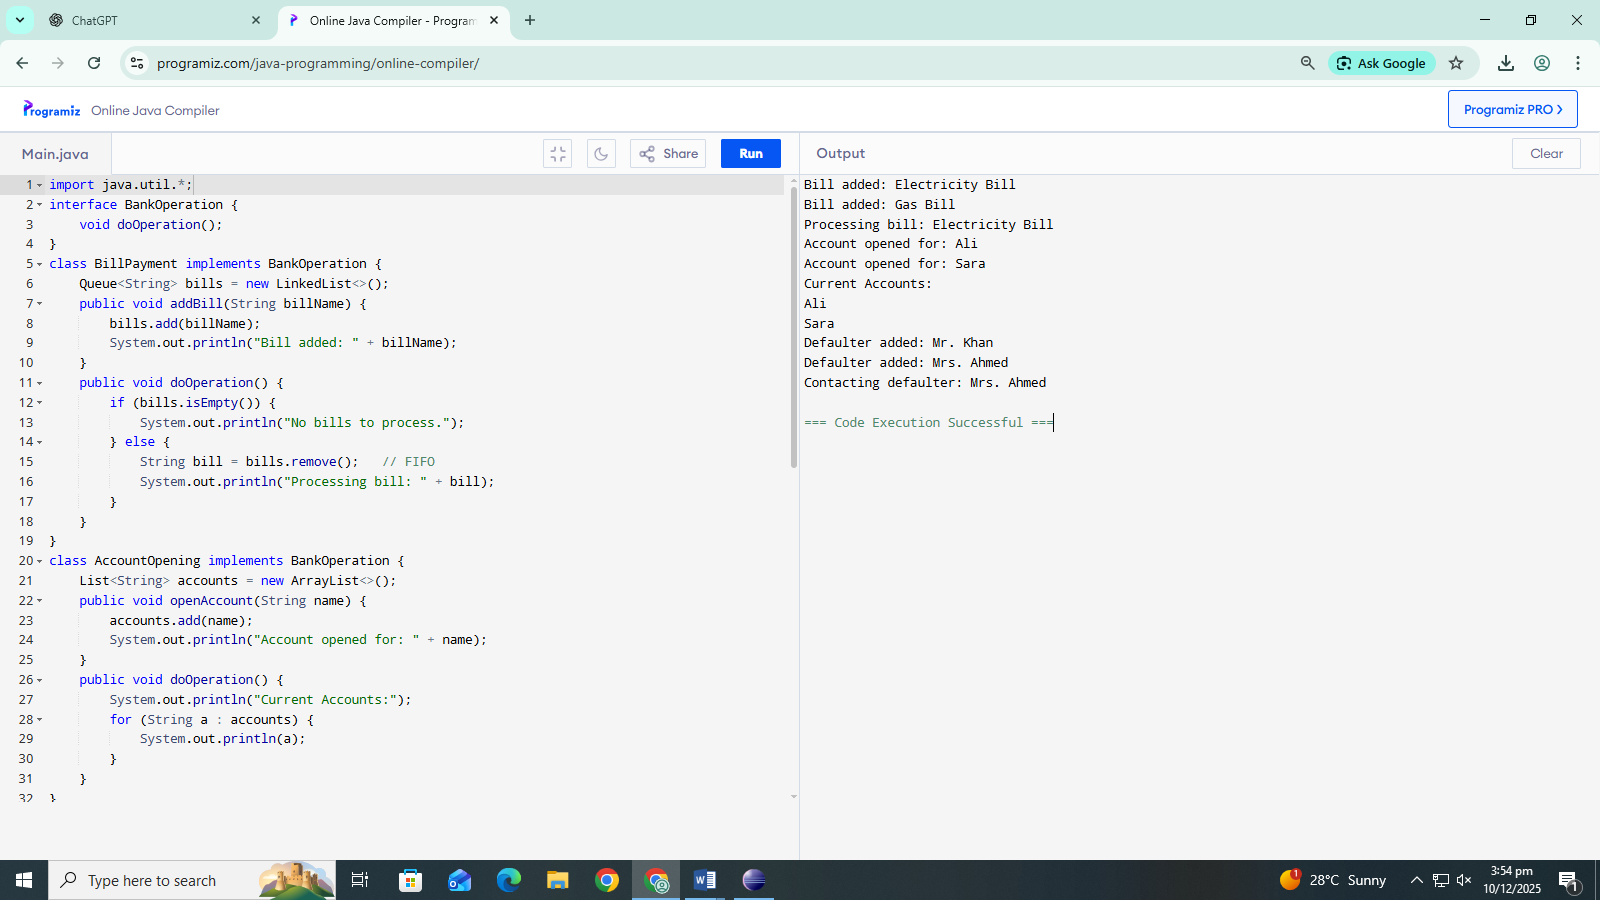 ChatGPT
Online Java Compiler - Program
programiz.com/java-programming/online-compiler/
Ask Google
Programiz Online Java Compiler
Programiz PRO
Main.java
Share
Run
Output
Clear
1 import java.util.*;
2 interface BankOperation {
3 void doOperation();
4 }
5 class BillPayment implements BankOperation {
6 Queue<String> bills = new LinkedList<>();
7 public void addBill(String billName) {
8 bills.add(billName);
9 System.out.println("Bill added: " + billName);
10 }
11 public void doOperation() {
12 if (bills.isEmpty()) {
13 System.out.println("No bills to process.");
14 } else {
15 String bill = bills.remove(); // FIFO
16 System.out.println("Processing bill: " + bill);
17 }
18 }
19 }
20 class AccountOpening implements BankOperation {
21 List<String> accounts = new ArrayList<>();
22 public void openAccount(String name) {
23 accounts.add(name);
24 System.out.println("Account opened for: " + name);
25 }
26 public void doOperation() {
27 System.out.println("Current Accounts:");
28 for (String a : accounts) {
29 System.out.println(a);
30 }
31 }
32 }
Bill added: Electricity Bill
Bill added: Gas Bill
Processing bill: Electricity Bill
Account opened for: Ali
Account opened for: Sara
Current Accounts:
Ali
Sara
Defaulter added: Mr. Khan
Defaulter added: Mrs. Ahmed
Contacting defaulter: Mrs. Ahmed
=== Code Execution Successful ===
Type here to search
1
28°C Sunny
3:54 pm
10/12/2025
1